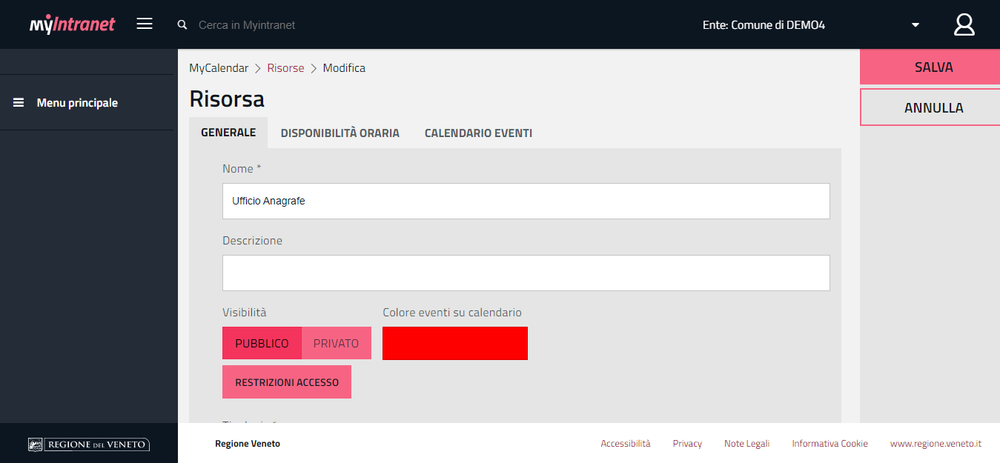 myIntranet
Cerca in Myintranet
Ente: Comune di DEMO4
Menu principale
MyCalendar > Risorse > Modifica
Risorsa
GENERALE
DISPONIBILITÀ ORARIA
CALENDARIO EVENTI
Nome *
Ufficio Anagrafe
Descrizione
Visibilità
Colore eventi su calendario
PUBBLICO
PRIVATO
RESTRIZIONI ACCESSO
SALVA
ANNULLA
REGIONE DEL VENETO
Regione Veneto
Accessibilità
Privacy
Note Legali
Informativa Cookie
www.regione.veneto.it